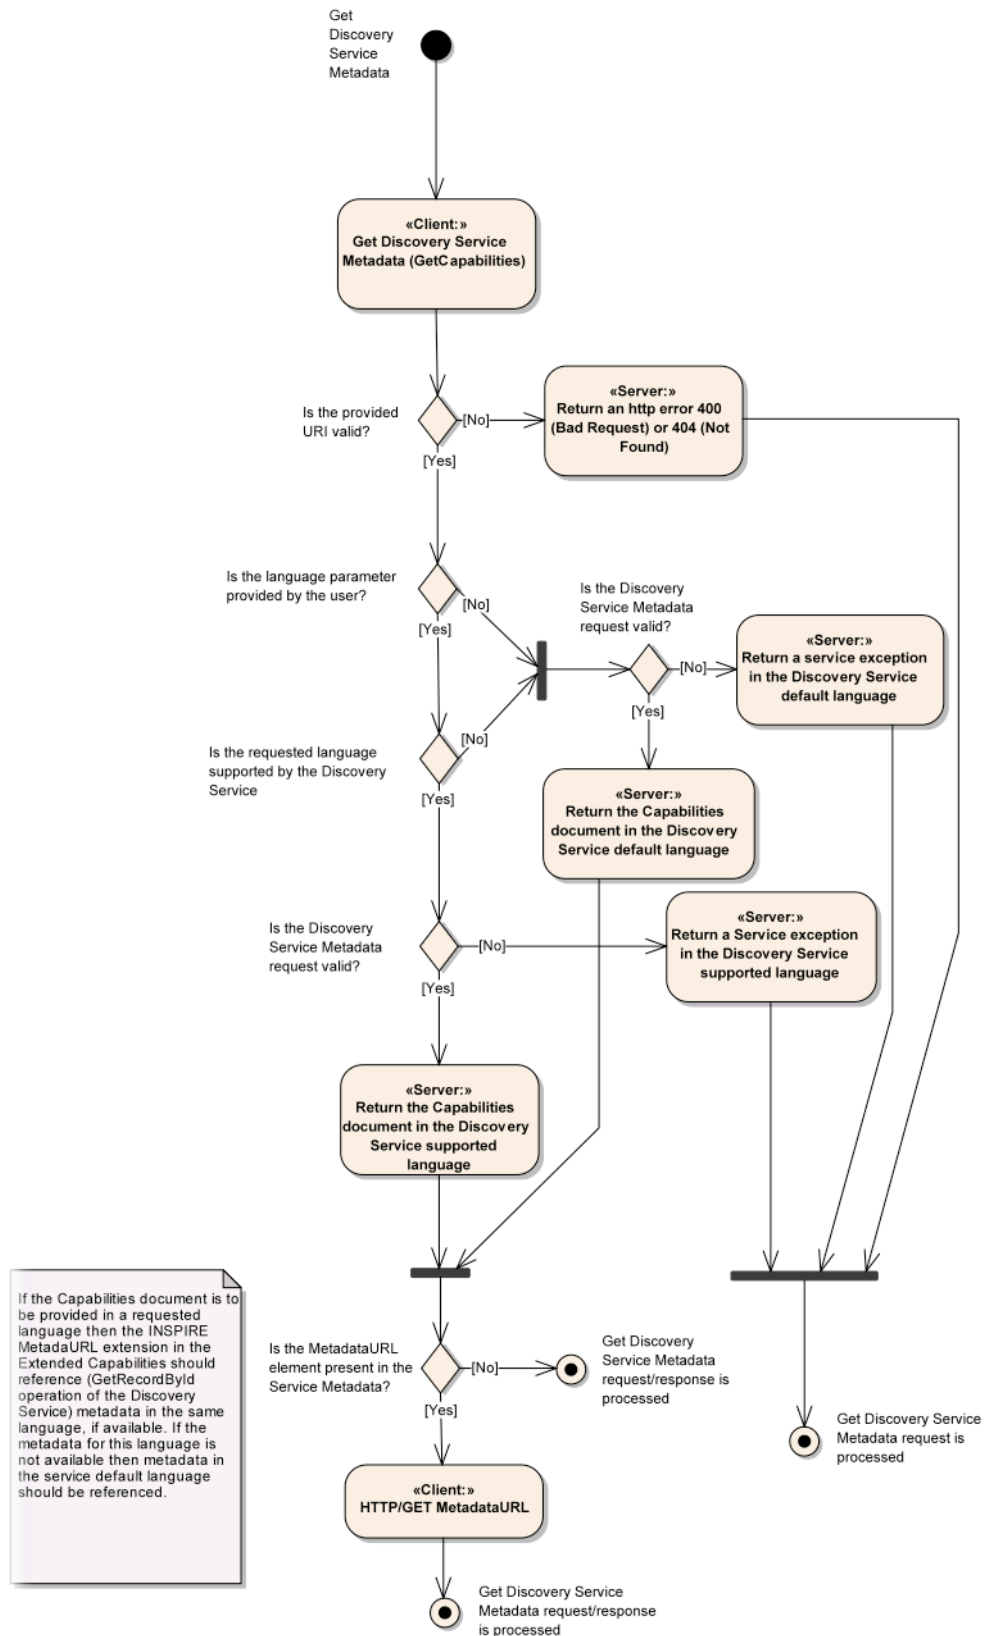 Get
Discovery
Service
Metadata
«Client:»
Get Discovery Service
Metadata (GetCapabilities)
Is the provided
URI valid?
[No]
[Yes]
«Server:»
Return an http error 400
(Bad Request) or 404 (Not
Found)
Is the language parameter
provided by the user?
[No]
[Yes]
Is the Discovery
Service Metadata
request valid?
[No]
[Yes]
«Server:»
Return a service exception
in the Discovery Service
default language
Is the requested language
supported by the Discovery
Service
[No]
[Yes]
«Server:»
Return the Capabilities
document in the Discovery
Service default language
Is the Discovery
Service Metadata
request valid?
[No]
[Yes]
«Server:»
Return a Service exception
in the Discovery Service
supported language
«Server:»
Return the Capabilities
document in the Discovery
Service supported
language
If the Capabilities document is to
be provided in a requested
language then the INSPIRE
MetadaURL extension in the
Extended Capabilities should
reference (GetRecordById
operation of the Discovery
Service) metadata in the same
language, if available. If the
metadata for this language is
not available then metadata in
the service default language
should be referenced.
Is the MetadataURL
element present in the
Service Metadata?
[No]
[Yes]
Get Discovery
Service Metadata
request/response is
processed
Get Discovery Service
Metadata request is
processed
«Client:»
HTTP/GET MetadataURL
Get Discovery Service
Metadata request/response
is processed